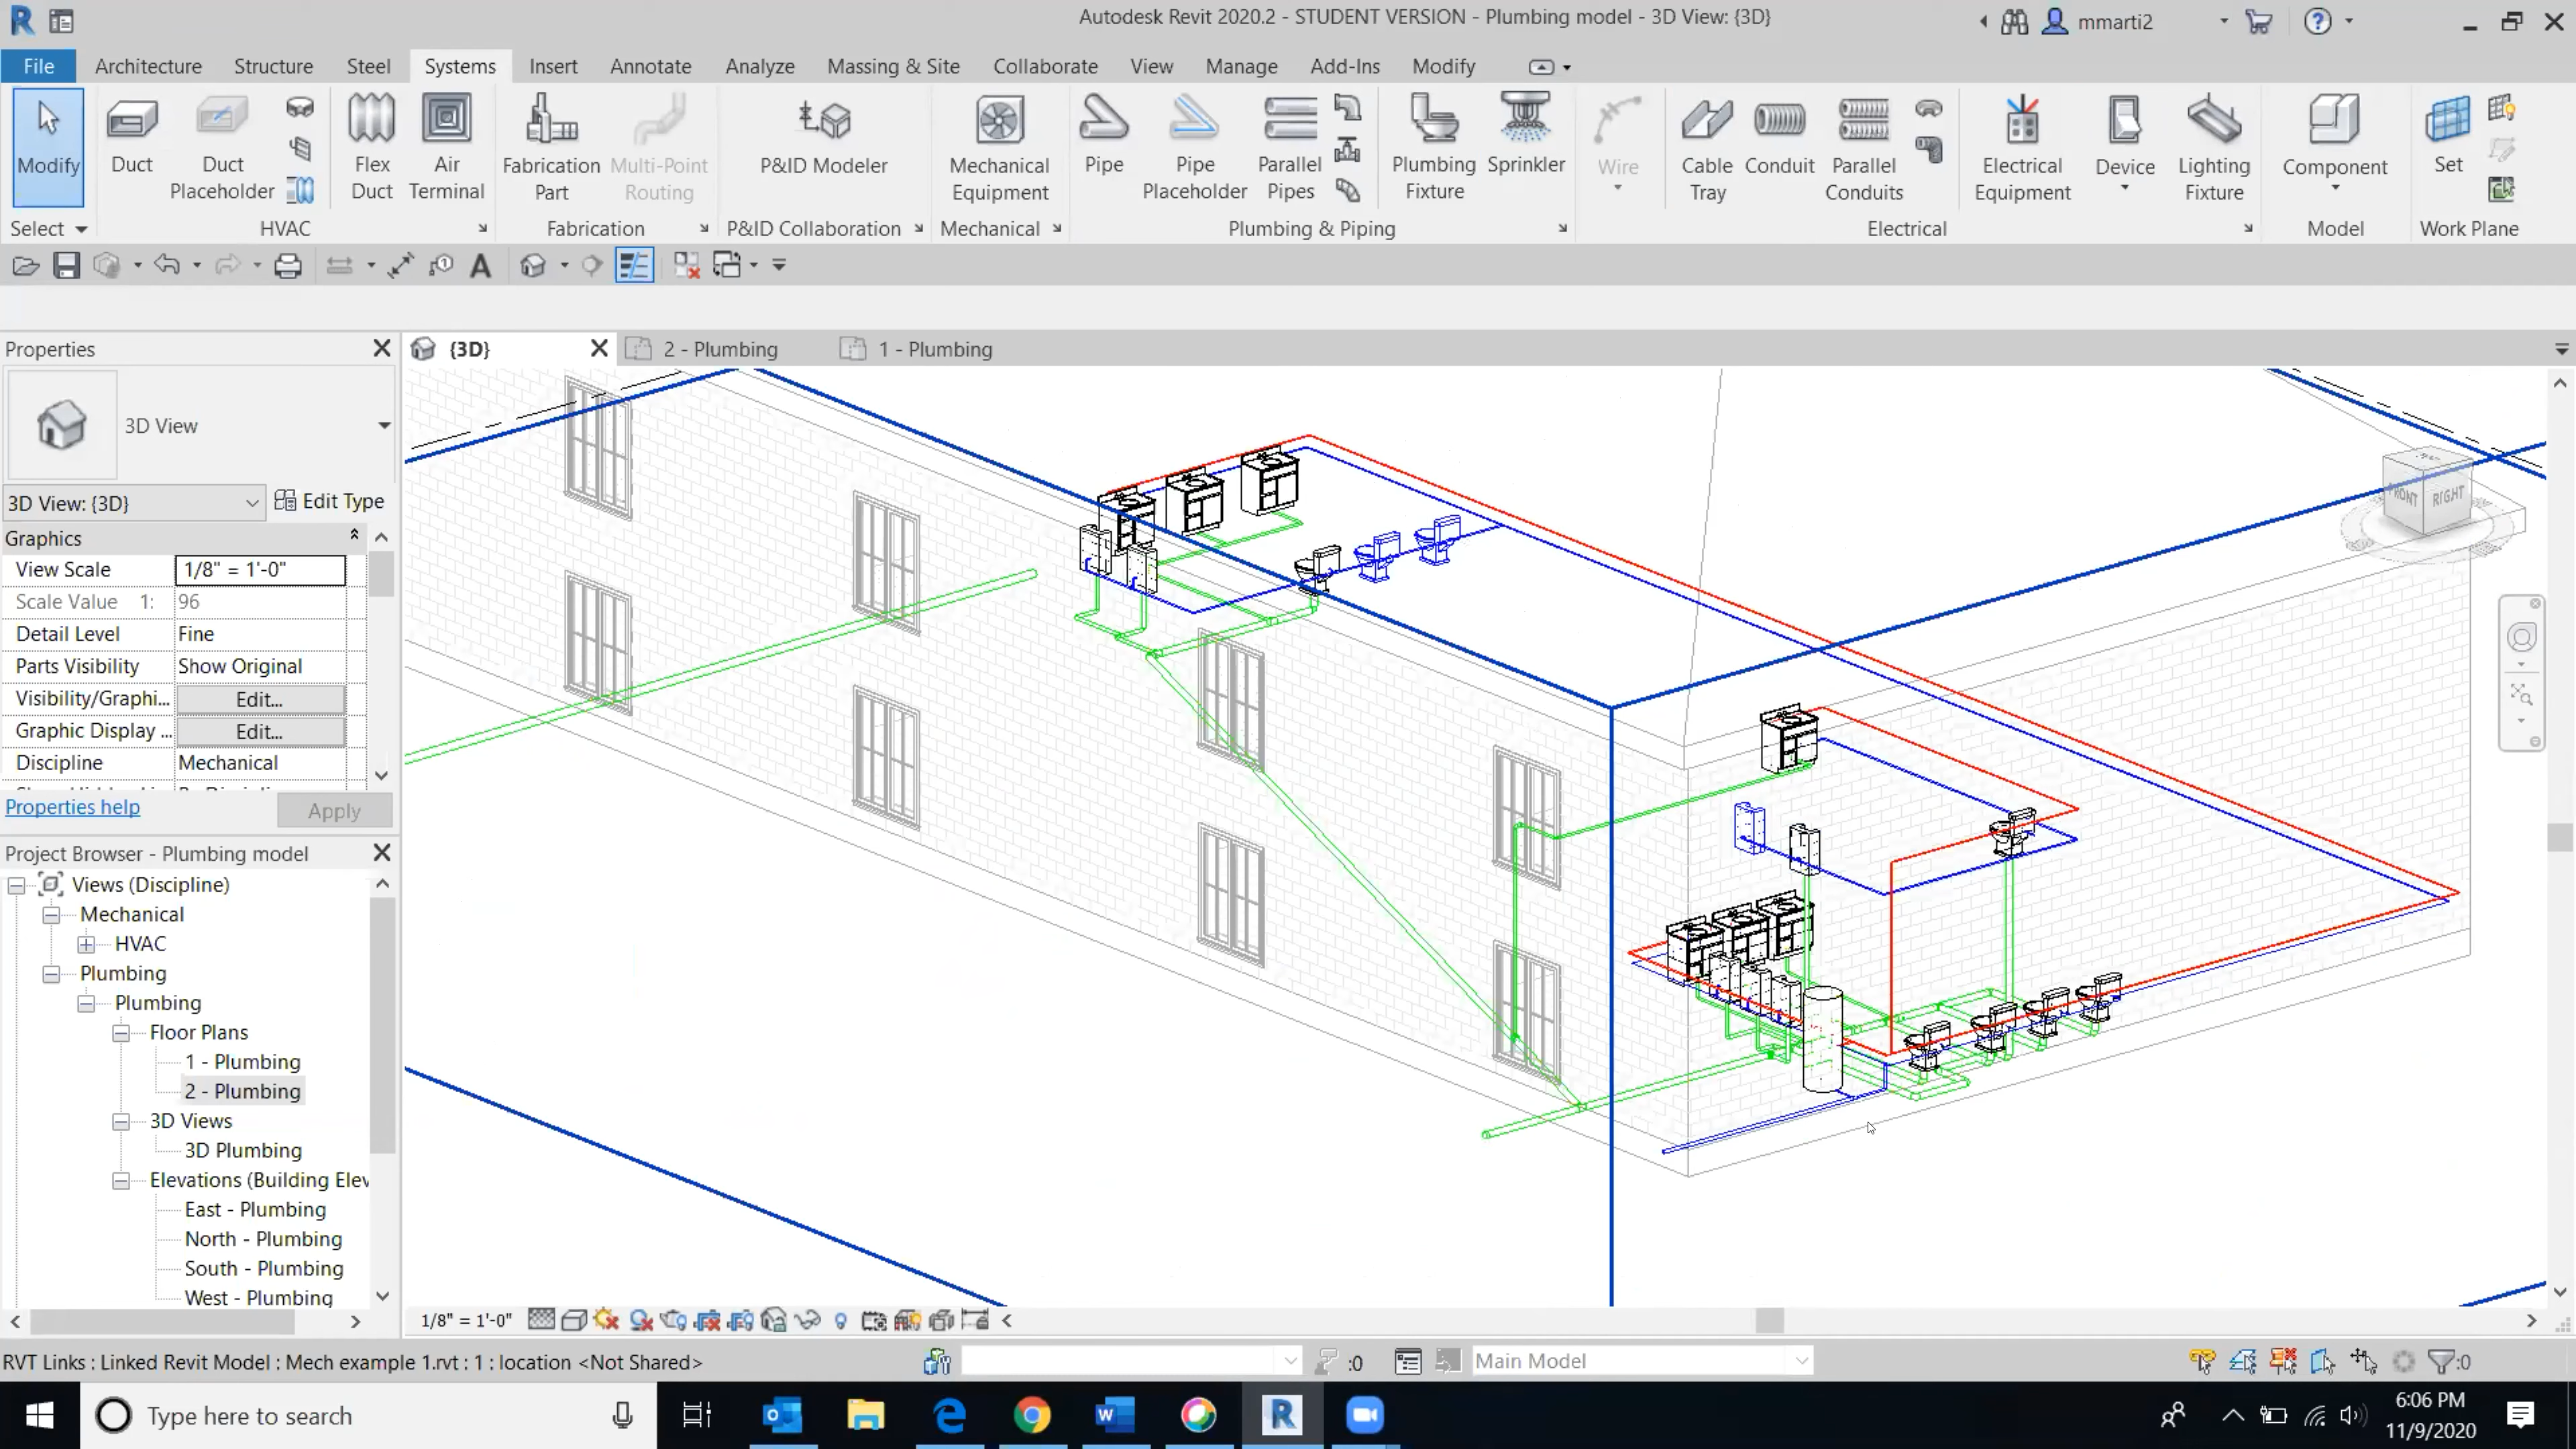 Autodesk Revit 2020.2 - STUDENT VERSION - Plumbing model - 3D View: {3D}
mmarti2
File Architecture Structure Steel Systems Insert Annotate Analyze Massing & Site Collaborate View Manage Add-Ins Modify
Modify
Duct
Duct Placeholder
Flex Duct
Air Terminal
Fabrication Part
Multi-Point Routing
P&ID Modeler
Mechanical Equipment
Pipe
Pipe Placeholder
Parallel Pipes
Plumbing Fixture
Sprinkler
Wire
Cable Tray
Conduit
Parallel Conduits
Electrical Equipment
Device
Lighting Fixture
Component
Set
Select HVAC Fabrication P&ID Collaboration Mechanical Plumbing & Piping Electrical Model Work Plane
Properties
{3D} 2 - Plumbing 1 - Plumbing
3D View
3D View: {3D} Edit Type
Graphics
View Scale 1/8" = 1'-0"
Scale Value 1: 96
Detail Level Fine
Parts Visibility Show Original
Visibility/Graphi... Edit...
Graphic Display ... Edit...
Discipline Mechanical
Properties help Apply
Project Browser - Plumbing model
Views (Discipline)
Mechanical
HVAC
Plumbing
Plumbing
Floor Plans
1 - Plumbing
2 - Plumbing
3D Views
3D Plumbing
Elevations (Building Elev
East - Plumbing
North - Plumbing
South - Plumbing
West - Plumbing
FRONT RIGHT
1/8" = 1'-0"
RVT Links : Linked Revit Model : Mech example 1.rvt : 1 : location <Not Shared>
:0 Main Model :0
Type here to search
6:06 PM
11/9/2020